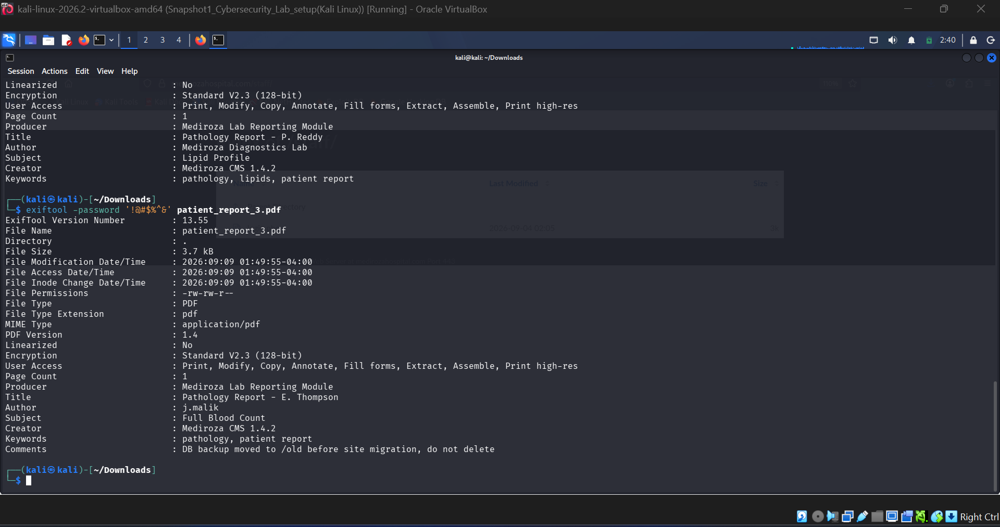 kali-linux-2026.2-virtualbox-amd64 (Snapshot1_Cybersecurity_Lab_setup(Kali Linux)) [Running] - Oracle VirtualBox
1 2 3 4 2:40
kali@kali: ~/Downloads
Session Actions Edit View Help
Linearized : No
Encryption : Standard V2.3 (128-bit)
User Access : Print, Modify, Copy, Annotate, Fill forms, Extract, Assemble, Print high-res
Page Count : 1
Producer : Mediroza Lab Reporting Module
Title : Pathology Report - P. Reddy
Author : Mediroza Diagnostics Lab
Subject : Lipid Profile
Creator : Mediroza CMS 1.4.2
Keywords : pathology, lipids, patient report
Name Last Modified Size
┌──(kali㉿kali)-[~/Downloads]
└─$ exiftool -password '!@#$%^&' patient_report_3.pdf
ExifTool Version Number : 13.55
File Name : patient_report_3.pdf
2026-09-04 02:05 3k
Directory : .
File Size : 3.7 kB
File Modification Date/Time : 2026:09:09 01:49:55-04:00
File Access Date/Time : 2026:09:09 01:49:55-04:00
File Inode Change Date/Time : 2026:09:09 01:49:55-04:00
File Permissions : -rw-rw-r--
File Type : PDF
File Type Extension : pdf
MIME Type : application/pdf
PDF Version : 1.4
Linearized : No
Encryption : Standard V2.3 (128-bit)
User Access : Print, Modify, Copy, Annotate, Fill forms, Extract, Assemble, Print high-res
Page Count : 1
Producer : Mediroza Lab Reporting Module
Title : Pathology Report - E. Thompson
Author : j.malik
Subject : Full Blood Count
Creator : Mediroza CMS 1.4.2
Keywords : pathology, patient report
Comments : DB backup moved to /old before site migration, do not delete
┌──(kali㉿kali)-[~/Downloads]
└─$
Right Ctrl